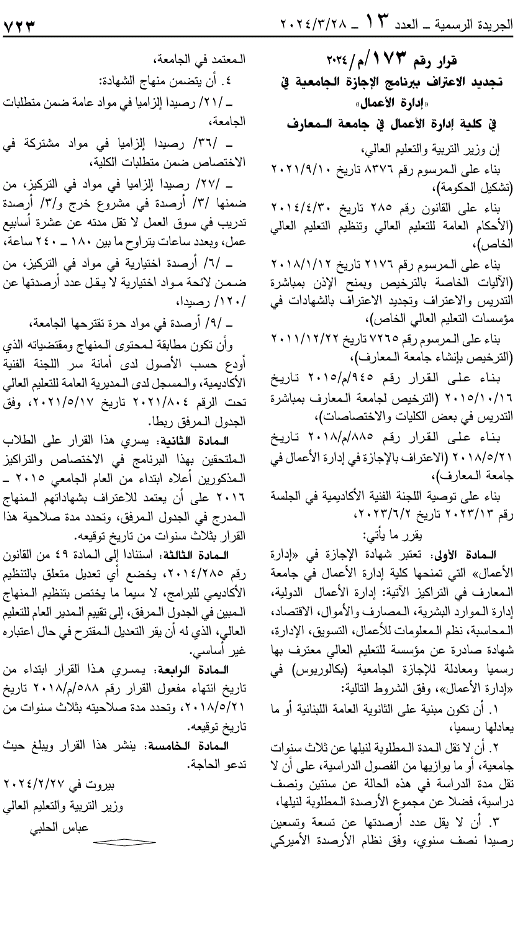 الجريدة الرسمية ـ العدد ١٣ ـ ٢٠٢٤/٣/٢٨
٧٢٣
قرار رقم ١٧٣/م/٢٠٢٤
تجديد الاعتراف ببرنامج الإجازة الجامعية في
«إدارة الأعمال»
في كلية إدارة الأعمال في جامعة المعارف
إن وزير التربية والتعليم العالي،
بناء على المرسوم رقم ٨٣٧٦ تاريخ ٢٠٢١/٩/١٠
(تشكيل الحكومة)،
بناء على القانون رقم ٢٨٥ تاريخ ٢٠١٤/٤/٣٠
(الأحكام العامة للتعليم العالي وتنظيم التعليم العالي
الخاص)،
بناء على المرسوم رقم ٢١٧٦ تاريخ ٢٠١٨/١/١٢
(الآليات الخاصة بالترخيص وبمنح الإذن بمباشرة
التدريس والاعتراف وتجديد الاعتراف بالشهادات في
مؤسسات التعليم العالي الخاص)،
بناء على المرسوم رقم ٧٢٦٥ تاريخ ٢٠١١/١٢/٢٢
(الترخيص بإنشاء جامعة المعارف)،
بناء على القرار رقم ٩٤٥/م/٢٠١٥ تاريخ
٢٠١٥/١٠/١٦ (الترخيص لجامعة المعارف بمباشرة
التدريس في بعض الكليات والاختصاصات)،
بناء على القرار رقم ٨٨٥/م/٢٠١٨ تاريخ
٢٠١٨/٥/٢١ (الاعتراف بالإجازة في إدارة الأعمال في
جامعة المعارف)،
بناء على توصية اللجنة الفنية الأكاديمية في الجلسة
رقم ٢٠٢٣/١٣ تاريخ ٢٠٢٣/٦/٢،
يقرر ما يأتي:
المادة الأولى: تعتبر شهادة الإجازة في «إدارة
الأعمال» التي تمنحها كلية إدارة الأعمال في جامعة
المعارف في التراكيز الآتية: إدارة الأعمال الدولية،
إدارة الموارد البشرية، المصارف والأموال، الاقتصاد،
المحاسبة، نظم المعلومات للأعمال، التسويق، الإدارة،
شهادة صادرة عن مؤسسة للتعليم العالي معترف بها
رسميا ومعادلة للإجازة الجامعية (بكالوريوس) في
«إدارة الأعمال»، وفق الشروط التالية:
١. أن تكون مبنية على الثانوية العامة اللبنانية أو ما
يعادلها رسميا،
٢. أن لا تقل المدة المطلوبة لنيلها عن ثلاث سنوات
جامعية، أو ما يوازيها من الفصول الدراسية، على أن لا
تقل مدة الدراسة في هذه الحالة عن سنتين ونصف
دراسية، فضلا عن مجموع الأرصدة المطلوبة لنيلها،
٣. أن لا يقل عدد أرصدتها عن تسعة وتسعين
رصيدا نصف سنوي، وفق نظام الأرصدة الأميركي
المعتمد في الجامعة،
٤. أن يتضمن منهاج الشهادة:
ـ /٢١/ رصيدا إلزاميا في مواد عامة ضمن متطلبات
الجامعة،
ـ /٣٦/ رصيدا إلزاميا في مواد مشتركة في
الاختصاص ضمن متطلبات الكلية،
ـ /٢٧/ رصيدا إلزاميا في مواد في التركيز، من
ضمنها /٣/ أرصدة في مشروع خرج و/٣/ أرصدة
تدريب في سوق العمل لا تقل مدته عن عشرة أسابيع
عمل، وبعدد ساعات يتراوح ما بين ١٨٠ ـ ٢٤٠ ساعة،
ـ /٦/ أرصدة اختيارية في مواد في التركيز، من
ضمن لائحة مواد اختيارية لا يقل عدد أرصدتها عن
/١٢٠/ رصيدا،
ـ /٩/ أرصدة في مواد حرة تقترحها الجامعة،
وأن تكون مطابقة لمحتوى المنهاج ومقتضياته الذي
أودع حسب الأصول لدى أمانة سر اللجنة الفنية
الأكاديمية، والمسجل لدى المديرية العامة للتعليم العالي
تحت الرقم ٢٠٢١/٨٠٤ تاريخ ٢٠٢١/٥/١٧، وفق
الجدول المرفق ربطا.
المادة الثانية: يسري هذا القرار على الطلاب
الملتحقين بهذا البرنامج في الاختصاص والتراكيز
المذكورين أعلاه ابتداء من العام الجامعي ٢٠١٥ ـ
٢٠١٦ على أن يعتمد للاعتراف بشهاداتهم المنهاج
المدرج في الجدول المرفق، وتحدد مدة صلاحية هذا
القرار بثلاث سنوات من تاريخ توقيعه.
المادة الثالثة: استنادا إلى المادة ٤٩ من القانون
رقم ٢٠١٤/٢٨٥، يخضع أي تعديل متعلق بالتنظيم
الأكاديمي للبرامج، لا سيما ما يختص بتنظيم المنهاج
المبين في الجدول المرفق، إلى تقييم المدير العام للتعليم
العالي، الذي له أن يقر التعديل المقترح في حال اعتباره
غير أساسي.
المادة الرابعة: يسري هذا القرار ابتداء من
تاريخ انتهاء مفعول القرار رقم ٥٨٨/م/٢٠١٨ تاريخ
٢٠١٨/٥/٢١، وتحدد مدة صلاحيته بثلاث سنوات من
تاريخ توقيعه.
المادة الخامسة: ينشر هذا القرار ويبلغ حيث
تدعو الحاجة.
بيروت في ٢٠٢٤/٢/٢٧
وزير التربية والتعليم العالي
عباس الحلبي